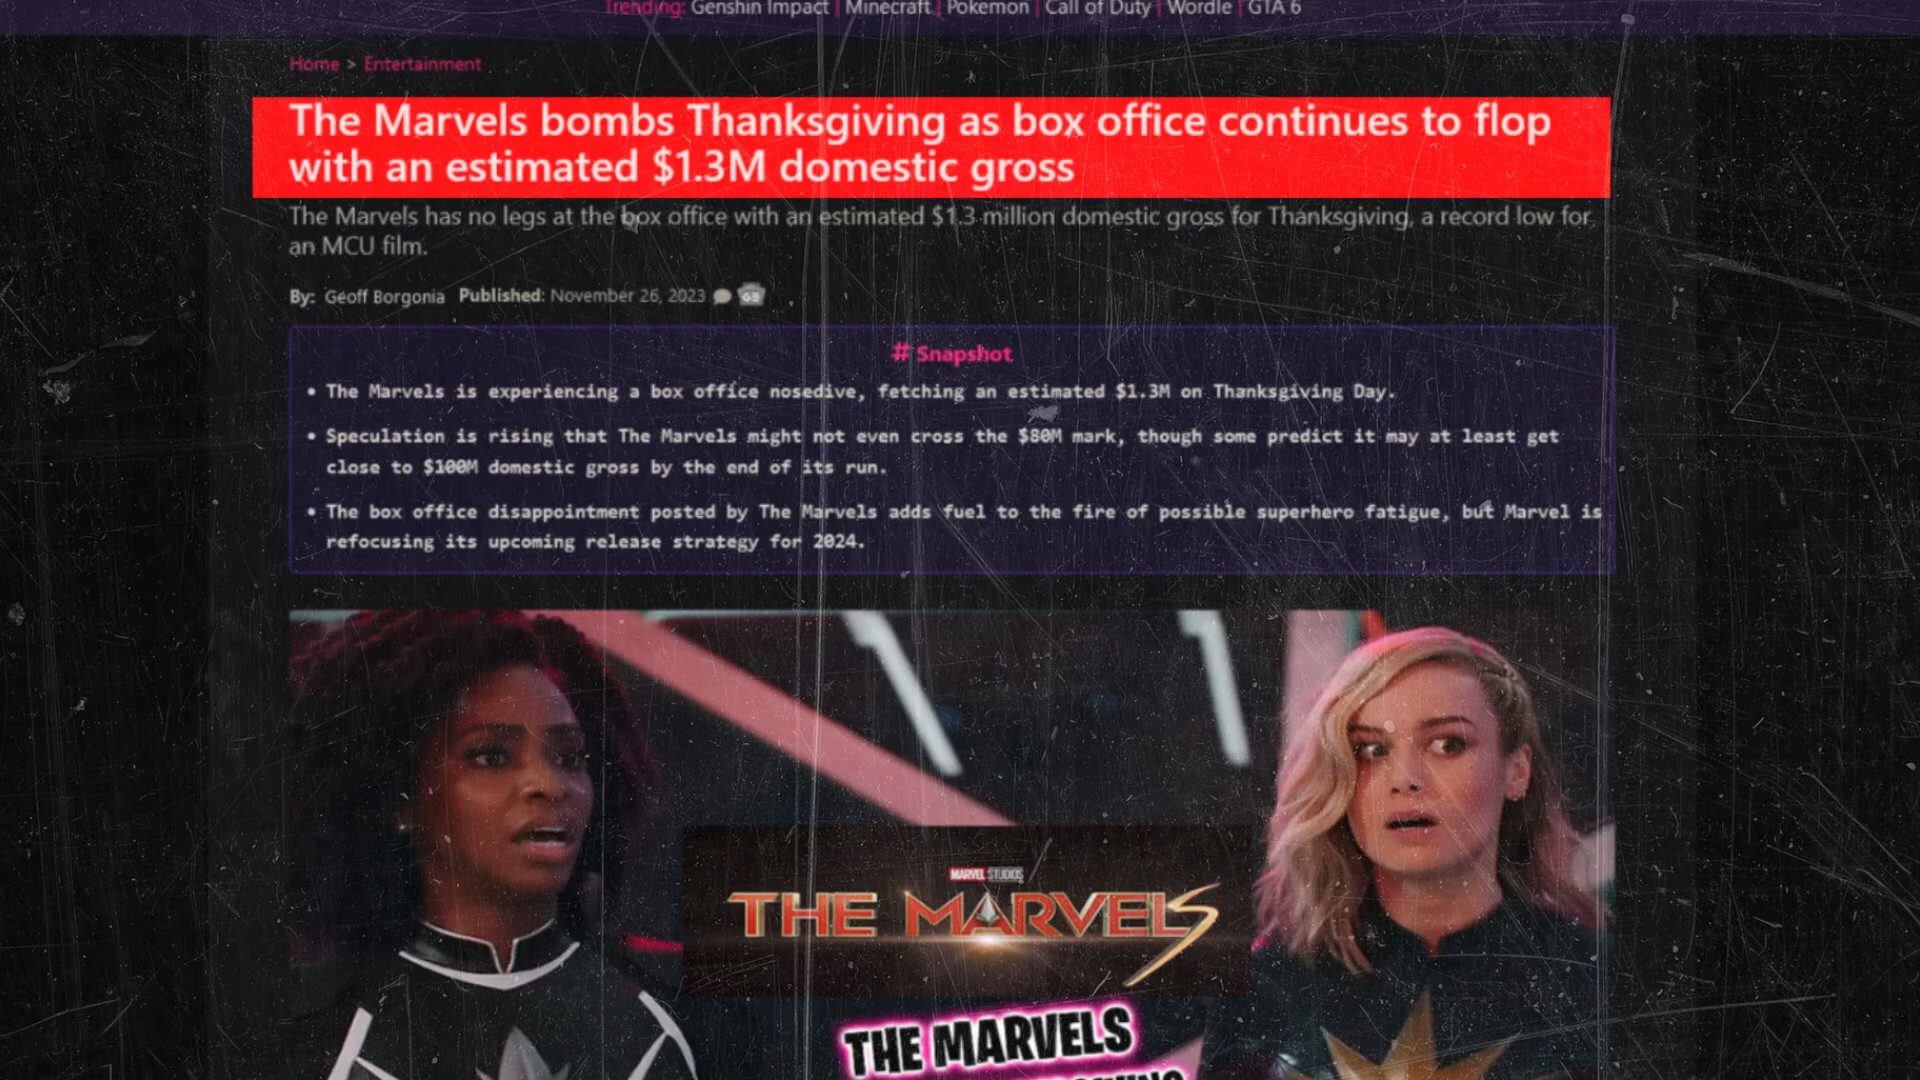 Trending: Genshin Impact | Minecraft | Pokemon | Call of Duty | Wordle | GTA 6
Home > Entertainment
The Marvels bombs Thanksgiving as box office continues to flop
with an estimated $1.3M domestic gross
The Marvels has no legs at the box office with an estimated $1.3 million domestic gross for Thanksgiving, a record low for
an MCU film.
By: Geoff Borgonia Published: November 26, 2023 GE
# Snapshot
• The Marvels is experiencing a box office nosedive, fetching an estimated $1.3M on Thanksgiving Day.
• Speculation is rising that The Marvels might not even cross the $80M mark, though some predict it may at least get
close to $100M domestic gross by the end of its run.
• The box office disappointment posted by The Marvels adds fuel to the fire of possible superhero fatigue, but Marvel is
refocusing its upcoming release strategy for 2024.
MARVEL STUDIOS
THE MARVELS
THE MARVELS